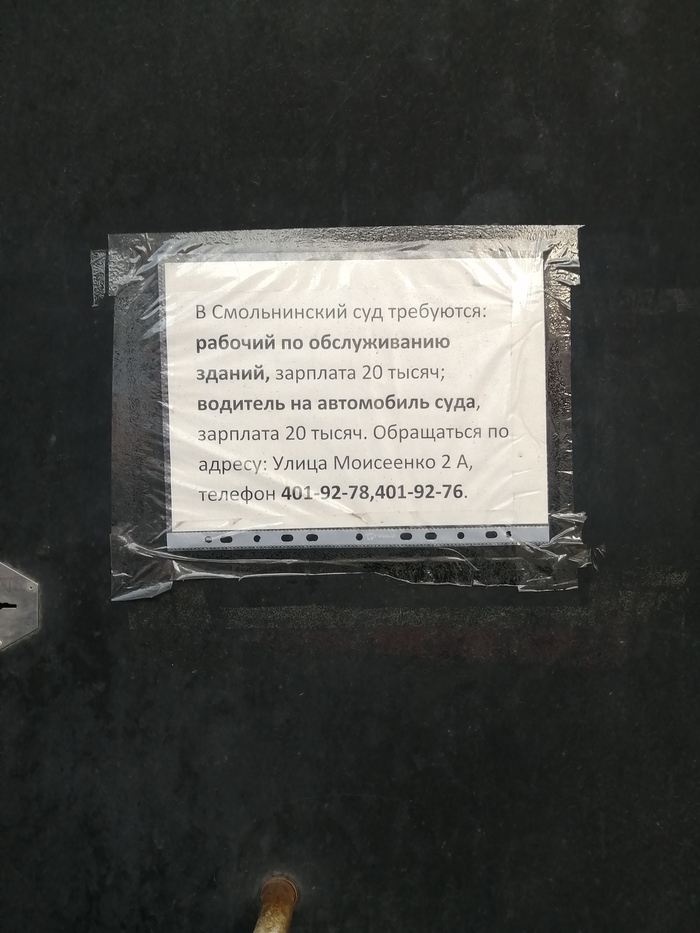 В Смольнинский суд требуются:
рабочий по обслуживанию
зданий, зарплата 20 тысяч;
водитель на автомобиль суда,
зарплата 20 тысяч. Обращаться по
адресу: Улица Моисеенко 2 А,
телефон 401-92-78,401-92-76.